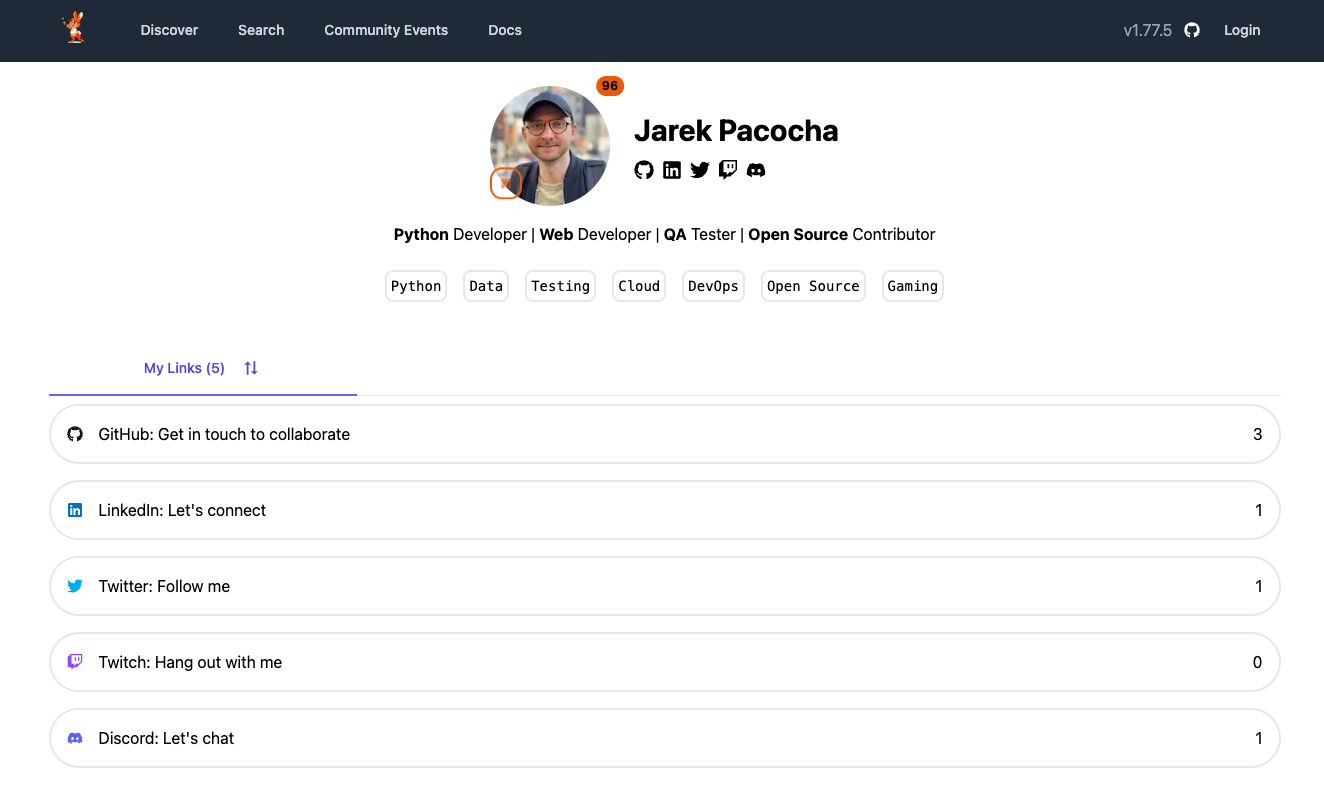 Discover Search Community Events Docs v1.77.5 Login
96
Jarek Pacocha
Python Developer | Web Developer | QA Tester | Open Source Contributor
Python Data Testing Cloud DevOps Open Source Gaming
My Links (5)
GitHub: Get in touch to collaborate 3
LinkedIn: Let's connect 1
Twitter: Follow me 1
Twitch: Hang out with me 0
Discord: Let's chat 1